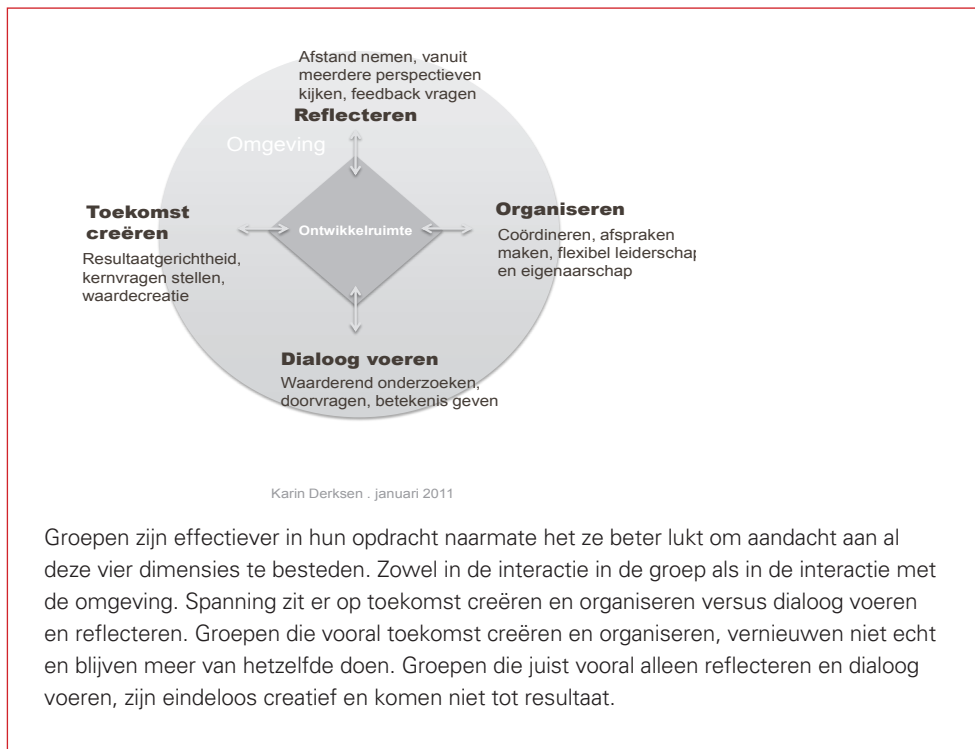 Afstand nemen, vanuit
meerdere perspectieven
kijken, feedback vragen
Reflecteren
Omgeving
Toekomst
creëren
Resultaatgerichtheid,
kernvragen stellen,
waardecreatie
Ontwikkelruimte
Organiseren
Coördineren, afspraken
maken, flexibel leiderschap
en eigenaarschap
Dialoog voeren
Waarderend onderzoeken,
doorvragen, betekenis geven
Karin Derksen . januari 2011
Groepen zijn effectiever in hun opdracht naarmate het ze beter lukt om aandacht aan al
deze vier dimensies te besteden. Zowel in de interactie in de groep als in de interactie met
de omgeving. Spanning zit er op toekomst creëren en organiseren versus dialoog voeren
en reflecteren. Groepen die vooral toekomst creëren en organiseren, vernieuwen niet echt
en blijven meer van hetzelfde doen. Groepen die juist vooral alleen reflecteren en dialoog
voeren, zijn eindeloos creatief en komen niet tot resultaat.